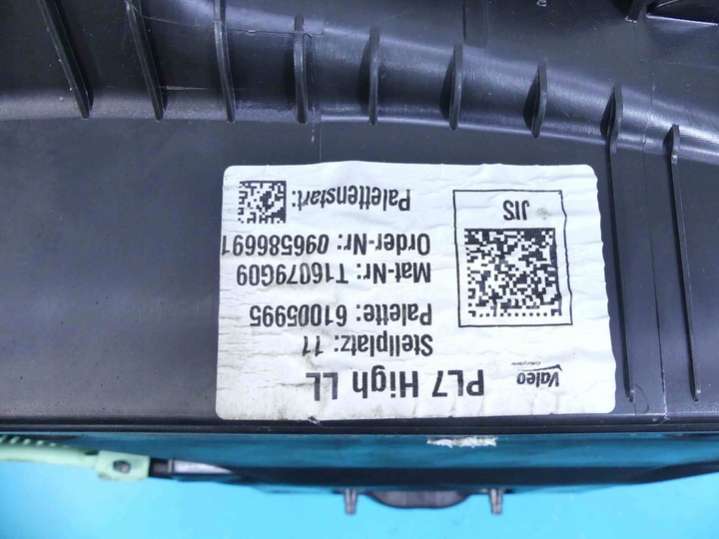 Valeo PL7 High LL
Stellplatz: 11
Palette: 61005995
Mat-Nr: T16079G09
Order-Nr: 096586691
JIS
Palettenstart: